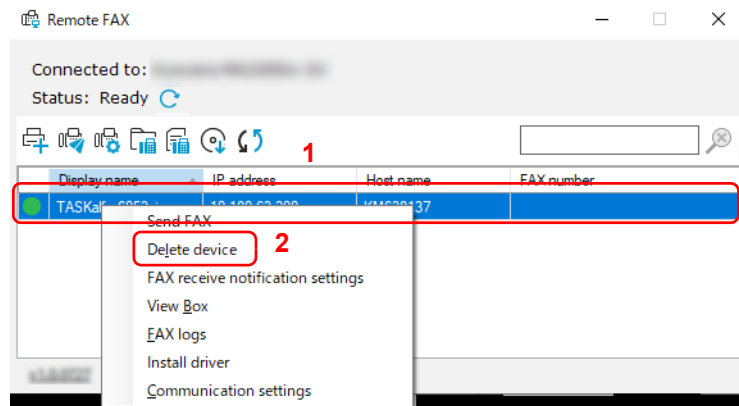 Remote FAX
Connected to:
Status: Ready
1
Display name IP address Host name FAX number
TASKalfa
Send FAX
Delete device 2
FAX receive notification settings
View Box
FAX logs
Install driver
Communication settings